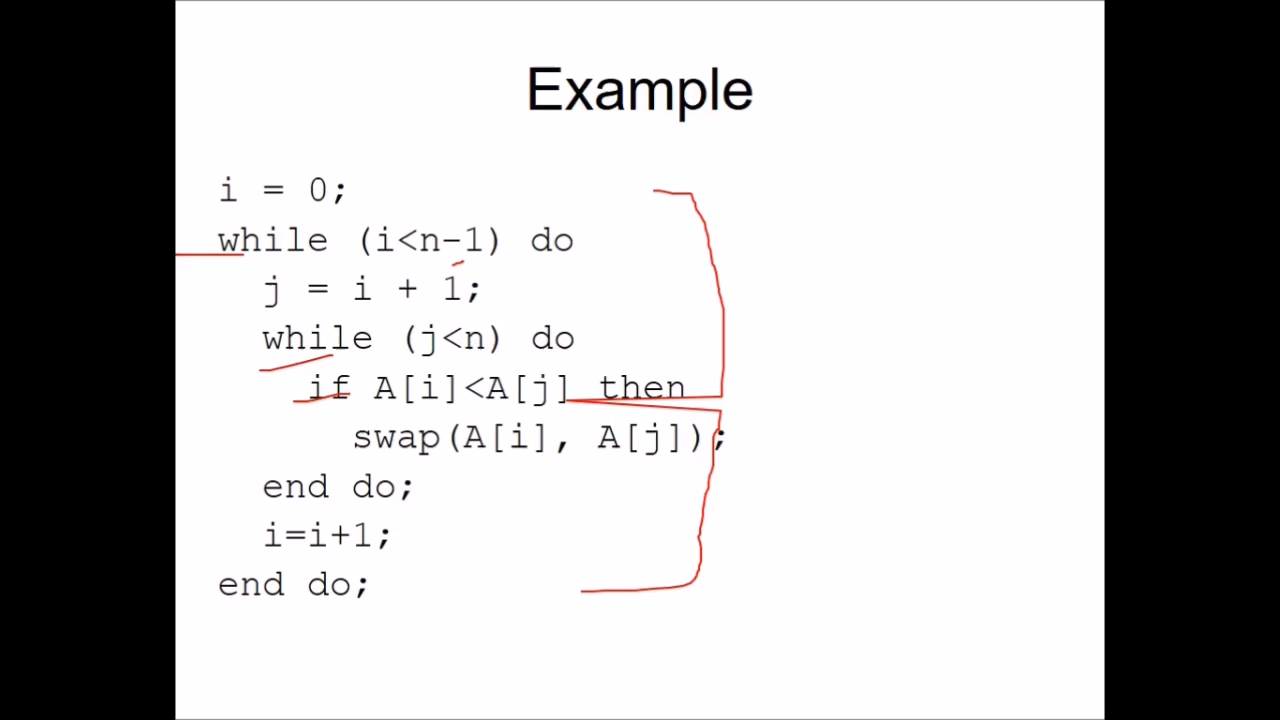 Example
i = 0;
while (i<n-1) do
j = i + 1;
while (j<n) do
if A[i]<A[j] then
swap(A[i], A[j]);
end do;
i=i+1;
end do;